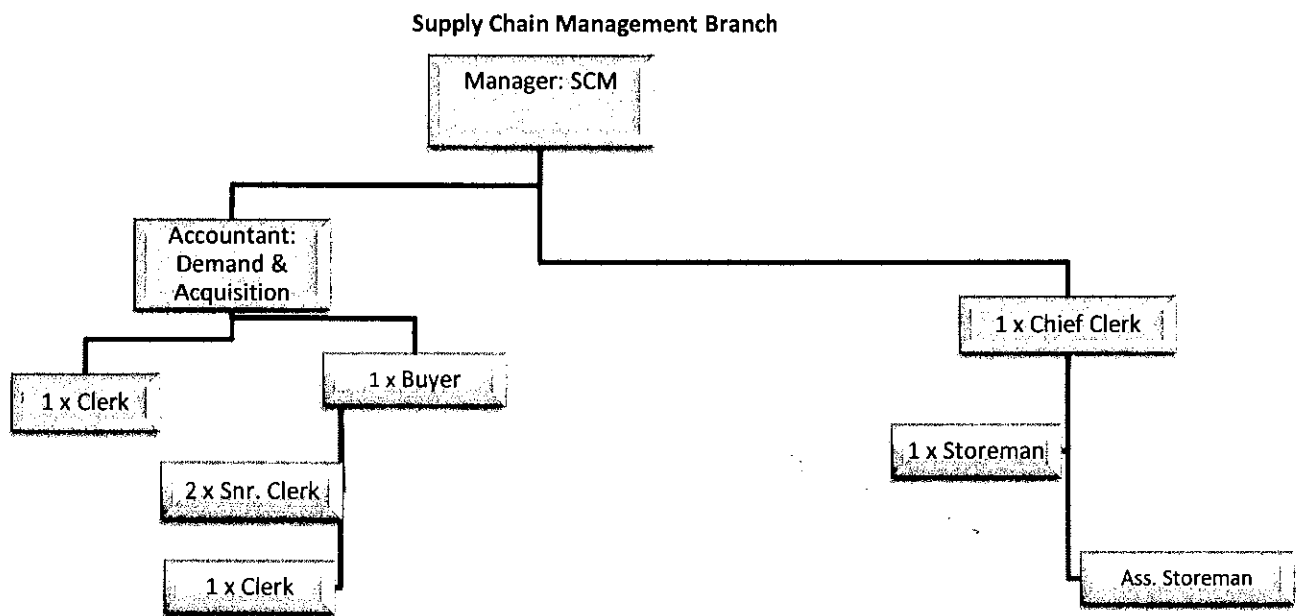 Supply Chain Management Branch
Manager: SCM
Accountant:
Demand &
Acquisition
1 x Chief Clerk
1 x Buyer
1 x Clerk
1 x Storeman
2 x Snr. Clerk
Ass. Storeman
1 x Clerk